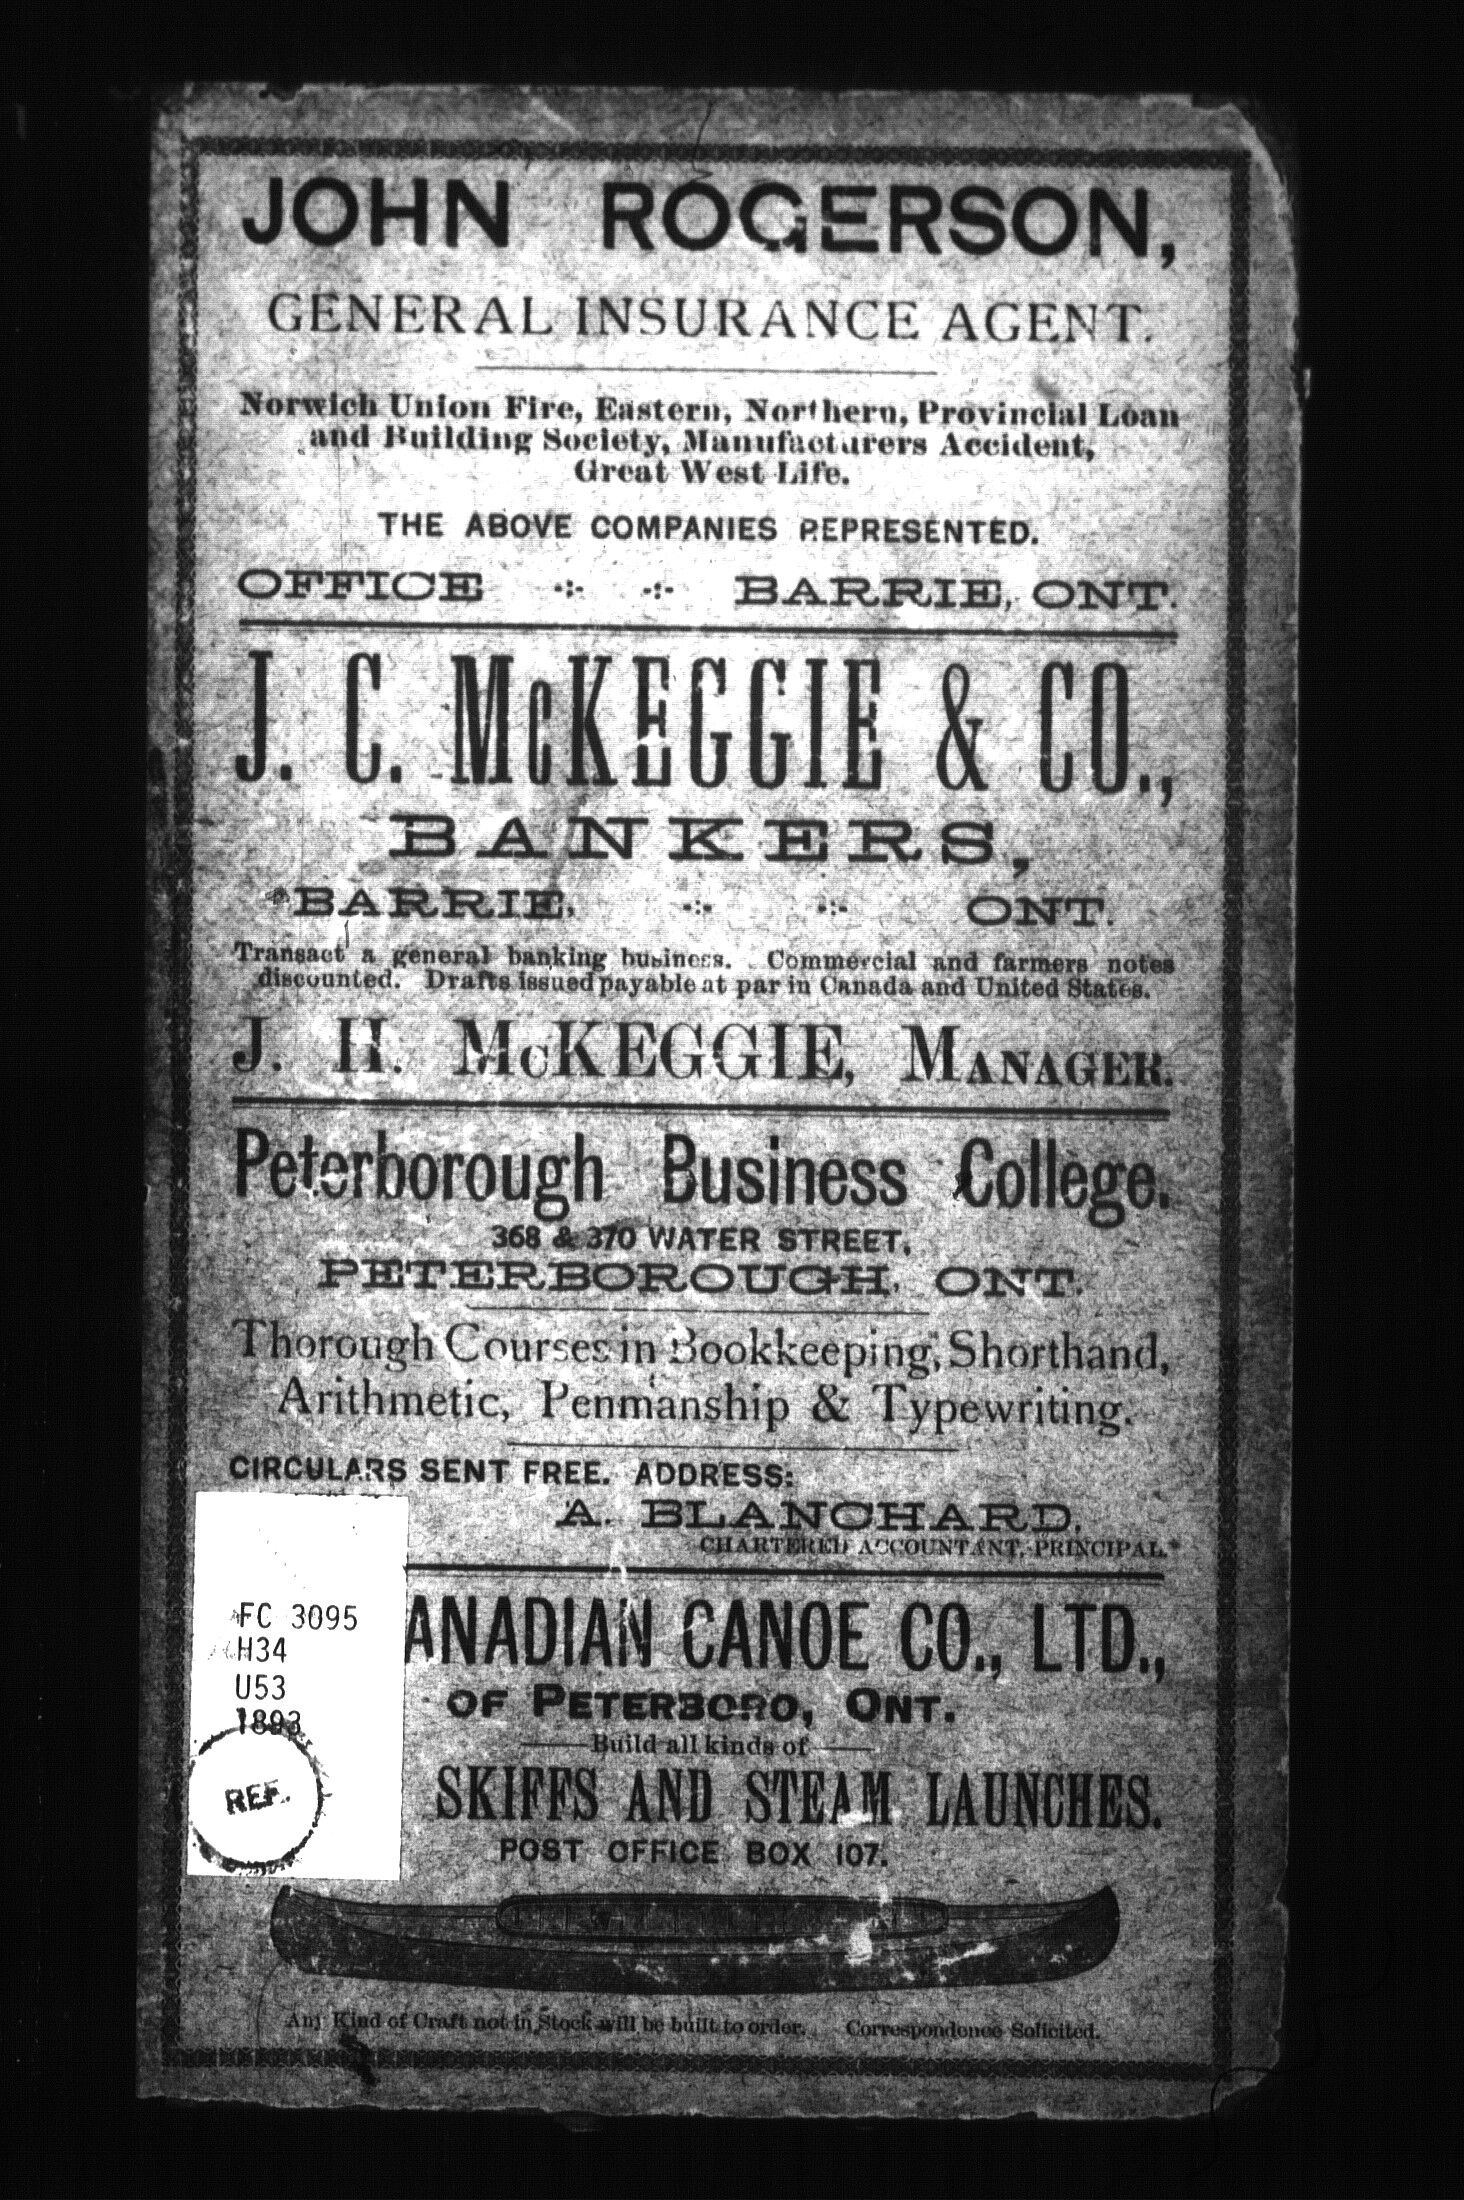 JOHN ROGERSON,
GENERAL INSURANCE AGENT.
Norwich Union Fire, Eastern, Northern, Provincial Loan
and Building Society, Manufacturers Accident,
Great West Life.
THE ABOVE COMPANIES REPRESENTED.
OFFICE BARRIE, ONT.
J. C. McKEGGIE & CO.,
BANKERS,
BARRIE, ONT.
Transact a general banking business. Commercial and farmers notes
discounted. Drafts issued payable at par in Canada and United States.
J. H. McKEGGIE, MANAGER.
Peterborough Business College.
368 & 370 WATER STREET,
PETERBOROUGH, ONT.
Thorough Courses in Bookkeeping, Shorthand,
Arithmetic, Penmanship & Typewriting.
CIRCULARS SENT FREE. ADDRESS:
A. BLANCHARD,
CHARTERED ACCOUNTANT, PRINCIPAL.
ANADIAN CANOE CO., LTD.,
OF PETERBORO, ONT.
Build all kinds of
SKIFFS AND STEAM LAUNCHES.
POST OFFICE BOX 107.
Any Kind of Craft not in Stock will be built to order. Correspondence Solicited.
FC 3095
H34
U53
1893
REF.